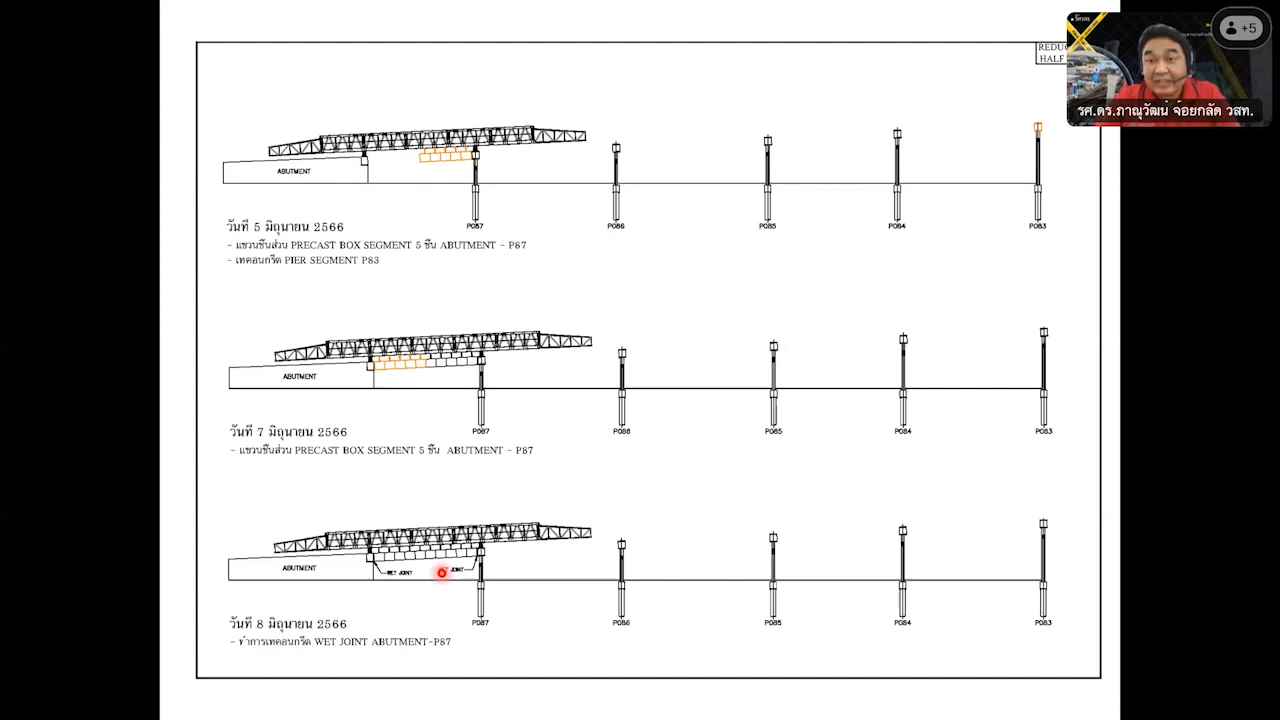 +5
REDUC
HALF
รศ.ดร.ภาณุวัฒน์ จ้อยกลัด วสท.
ABUTMENT
P087
P086
P085
P084
P083
วันที่ 5 มิถุนายน 2566
- แขวนชิ้นส่วน PRECAST BOX SEGMENT 5 ชิ้น ABUTMENT - P87
- เทคอนกรีต PIER SEGMENT P83
ABUTMENT
P087
P086
P085
P084
P083
วันที่ 7 มิถุนายน 2566
- แขวนชิ้นส่วน PRECAST BOX SEGMENT 5 ชิ้น ABUTMENT - P87
ABUTMENT
WET JOINT
JOINT
P087
P086
P085
P084
P083
วันที่ 8 มิถุนายน 2566
- ทำการเทคอนกรีต WET JOINT ABUTMENT-P87